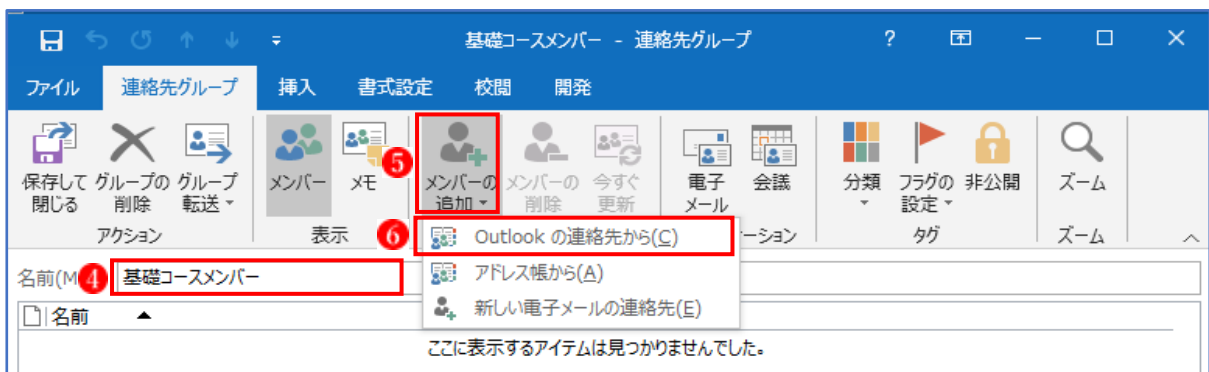 基礎コースメンバー - 連絡先グループ ?
ファイル 連絡先グループ 挿入 書式設定 校閲 開発
保存して閉じる
グループの削除
グループ転送
メンバー
メモ
5
メンバーの追加
メンバーの削除
今すぐ更新
電子メール
会議
分類
フラグの設定
非公開
ズーム
アクション 表示 ーション タグ ズーム
6 Outlook の連絡先から(C)
アドレス帳から(A)
新しい電子メールの連絡先(E)
名前(M 4 基礎コースメンバー
名前
ここに表示するアイテムは見つかりませんでした。